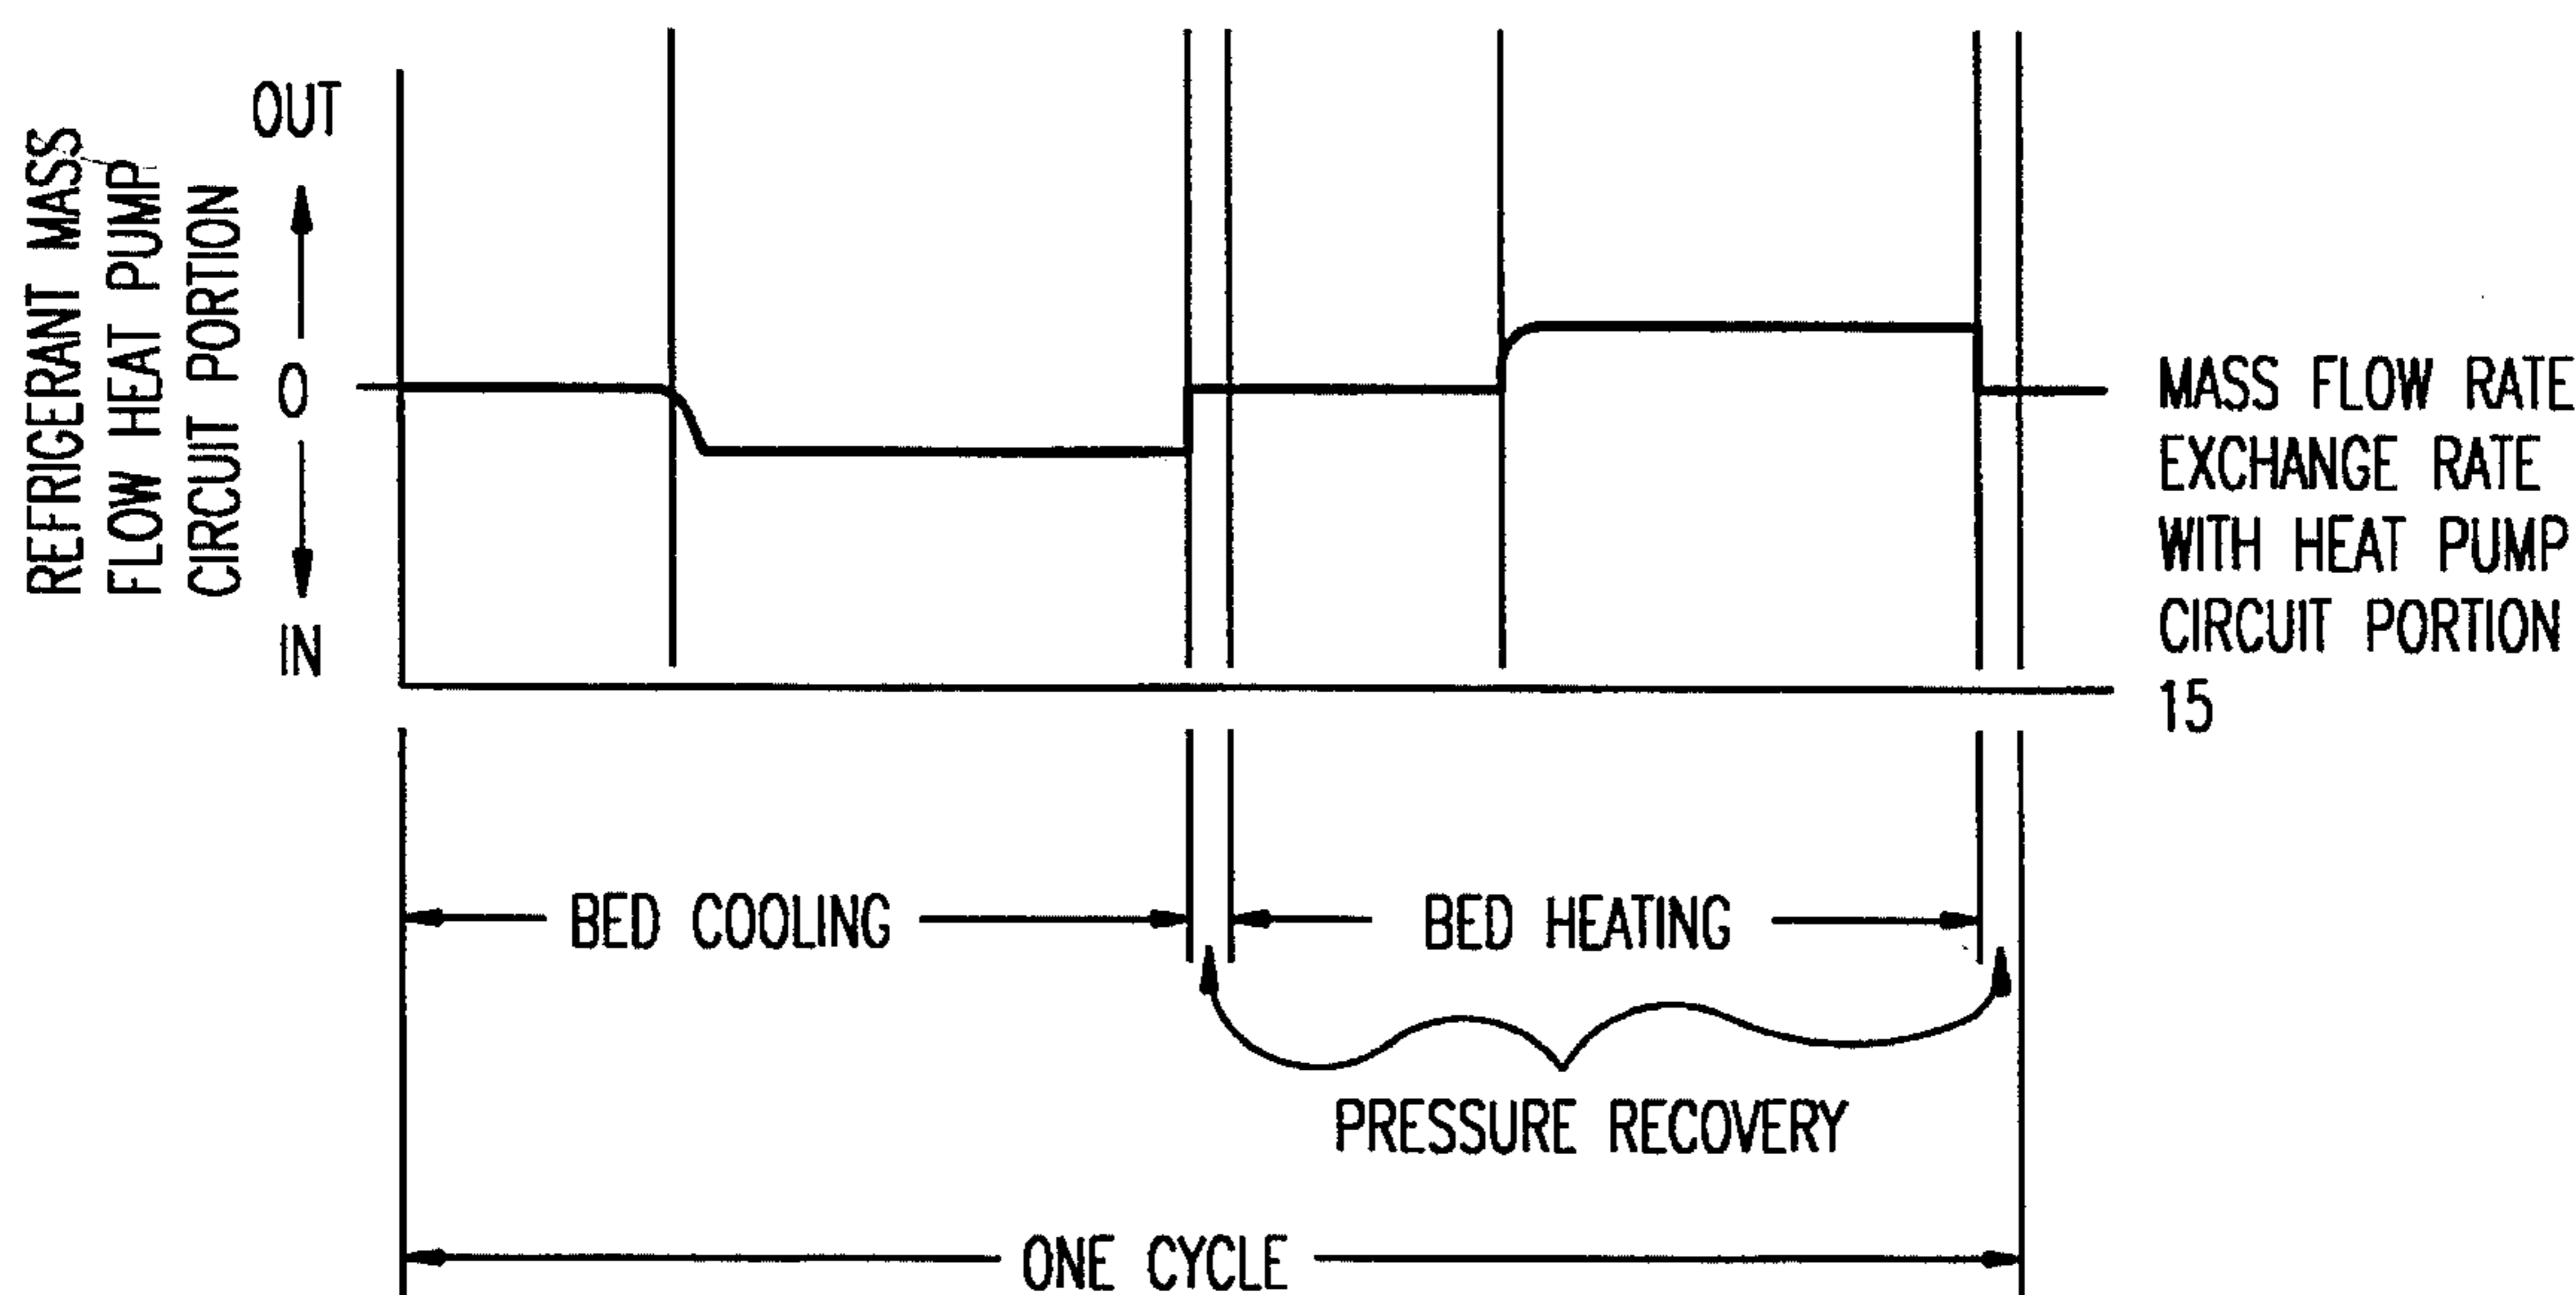 REFRIGERANT MASS
FLOW HEAT PUMP
CIRCUIT PORTION
OUT
0
IN
MASS FLOW RATE
EXCHANGE RATE
WITH HEAT PUMP
CIRCUIT PORTION
15
BED COOLING
BED HEATING
PRESSURE RECOVERY
ONE CYCLE